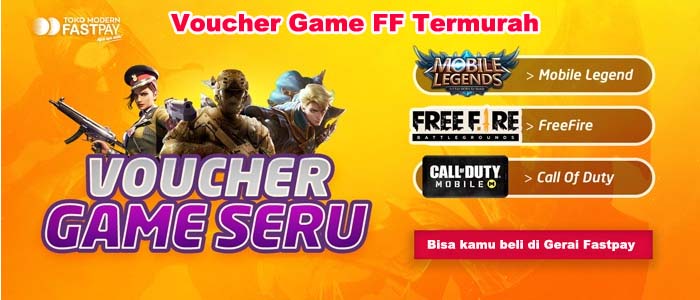 TOKO MODERN
FASTPAY
Voucher Game FF Termurah
MOBILE
LEGENDS
> Mobile Legend
FREE FIRE
BATTLEGROUNDS
> FreeFire
CALL OF DUTY
MOBILE
> Call Of Duty
VOUCHER
GAME SERU
Bisa kamu beli di Gerai Fastpay